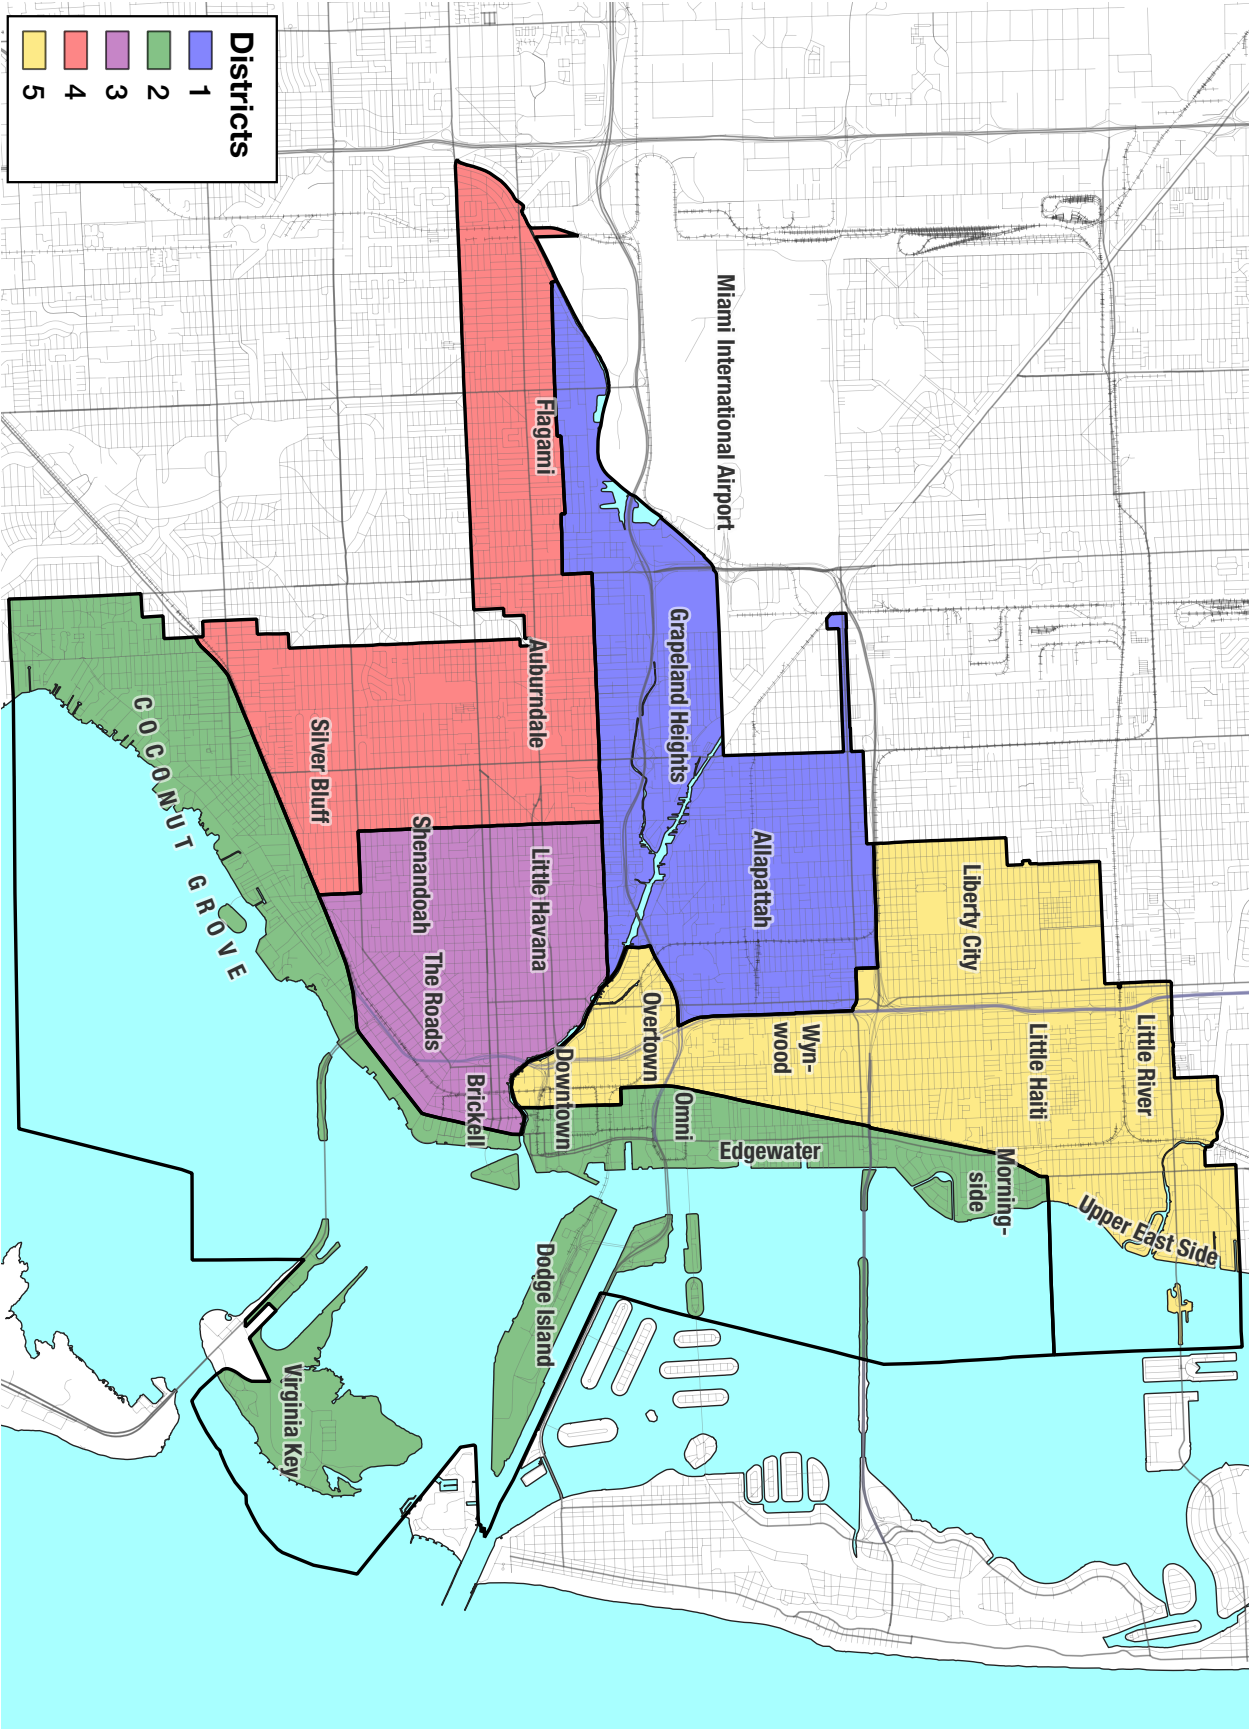 Districts
1
2
3
4
5
Miami International Airport
Flagami
Grapeland Heights
Auburndale
Silver Bluff
COCONUT GROVE
Allapattah
Liberty City
Little Havana
Shenandoah
The Roads
Little River
Little Haiti
Wyn-
wood
Overtown
Downtown
Brickell
Omni
Edgewater
Morning-
side
Upper East Side
Dodge Island
Virginia Key